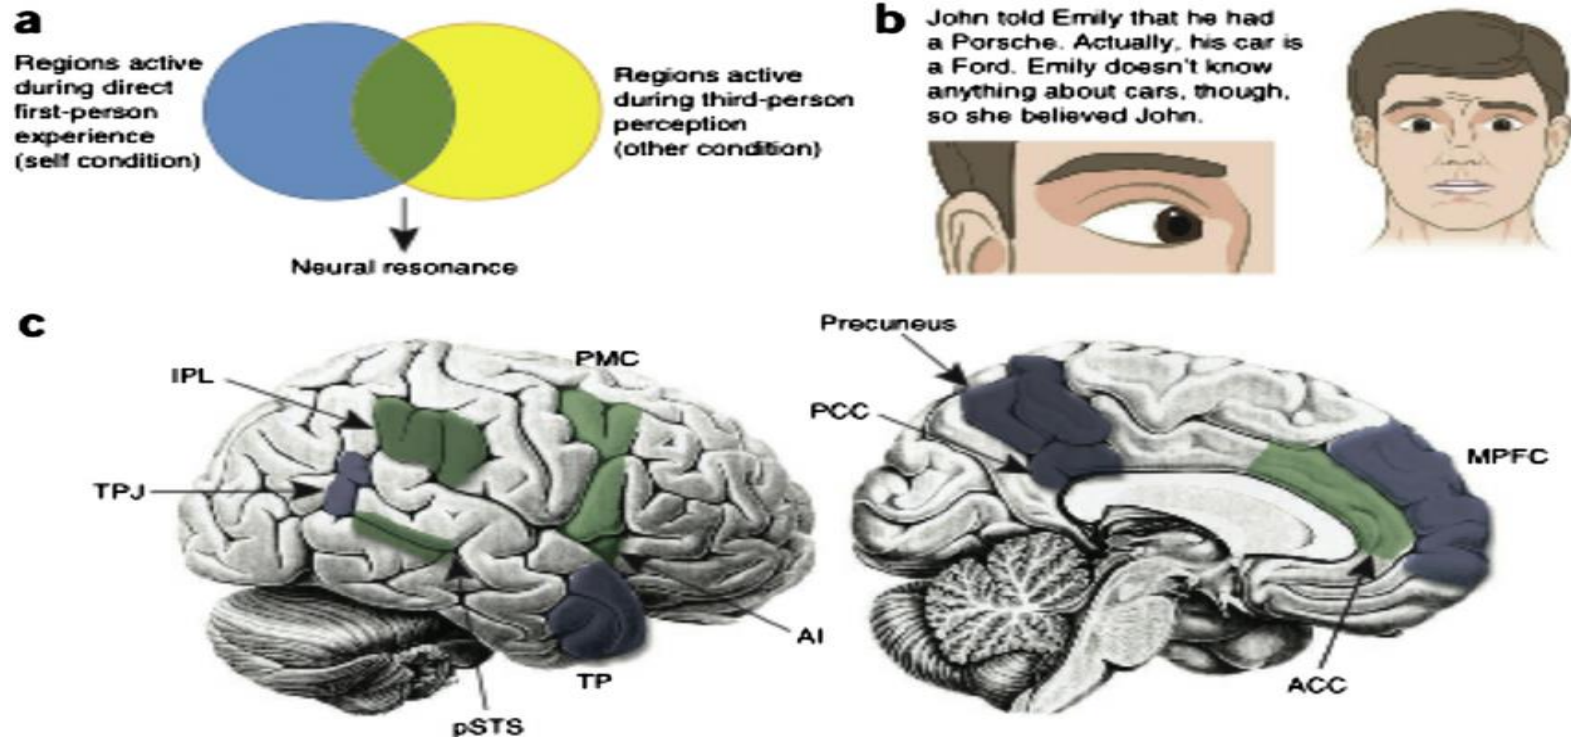 a
Regions active
during direct
first-person
experience
(self condition)
Regions active
during third-person
perception
(other condition)
Neural resonance
b
John told Emily that he had
a Porsche. Actually, his car is
a Ford. Emily doesn't know
anything about cars, though,
so she believed John.
c
IPL
PMC
TPJ
AI
TP
pSTS
Precuneus
PCC
MPFC
ACC